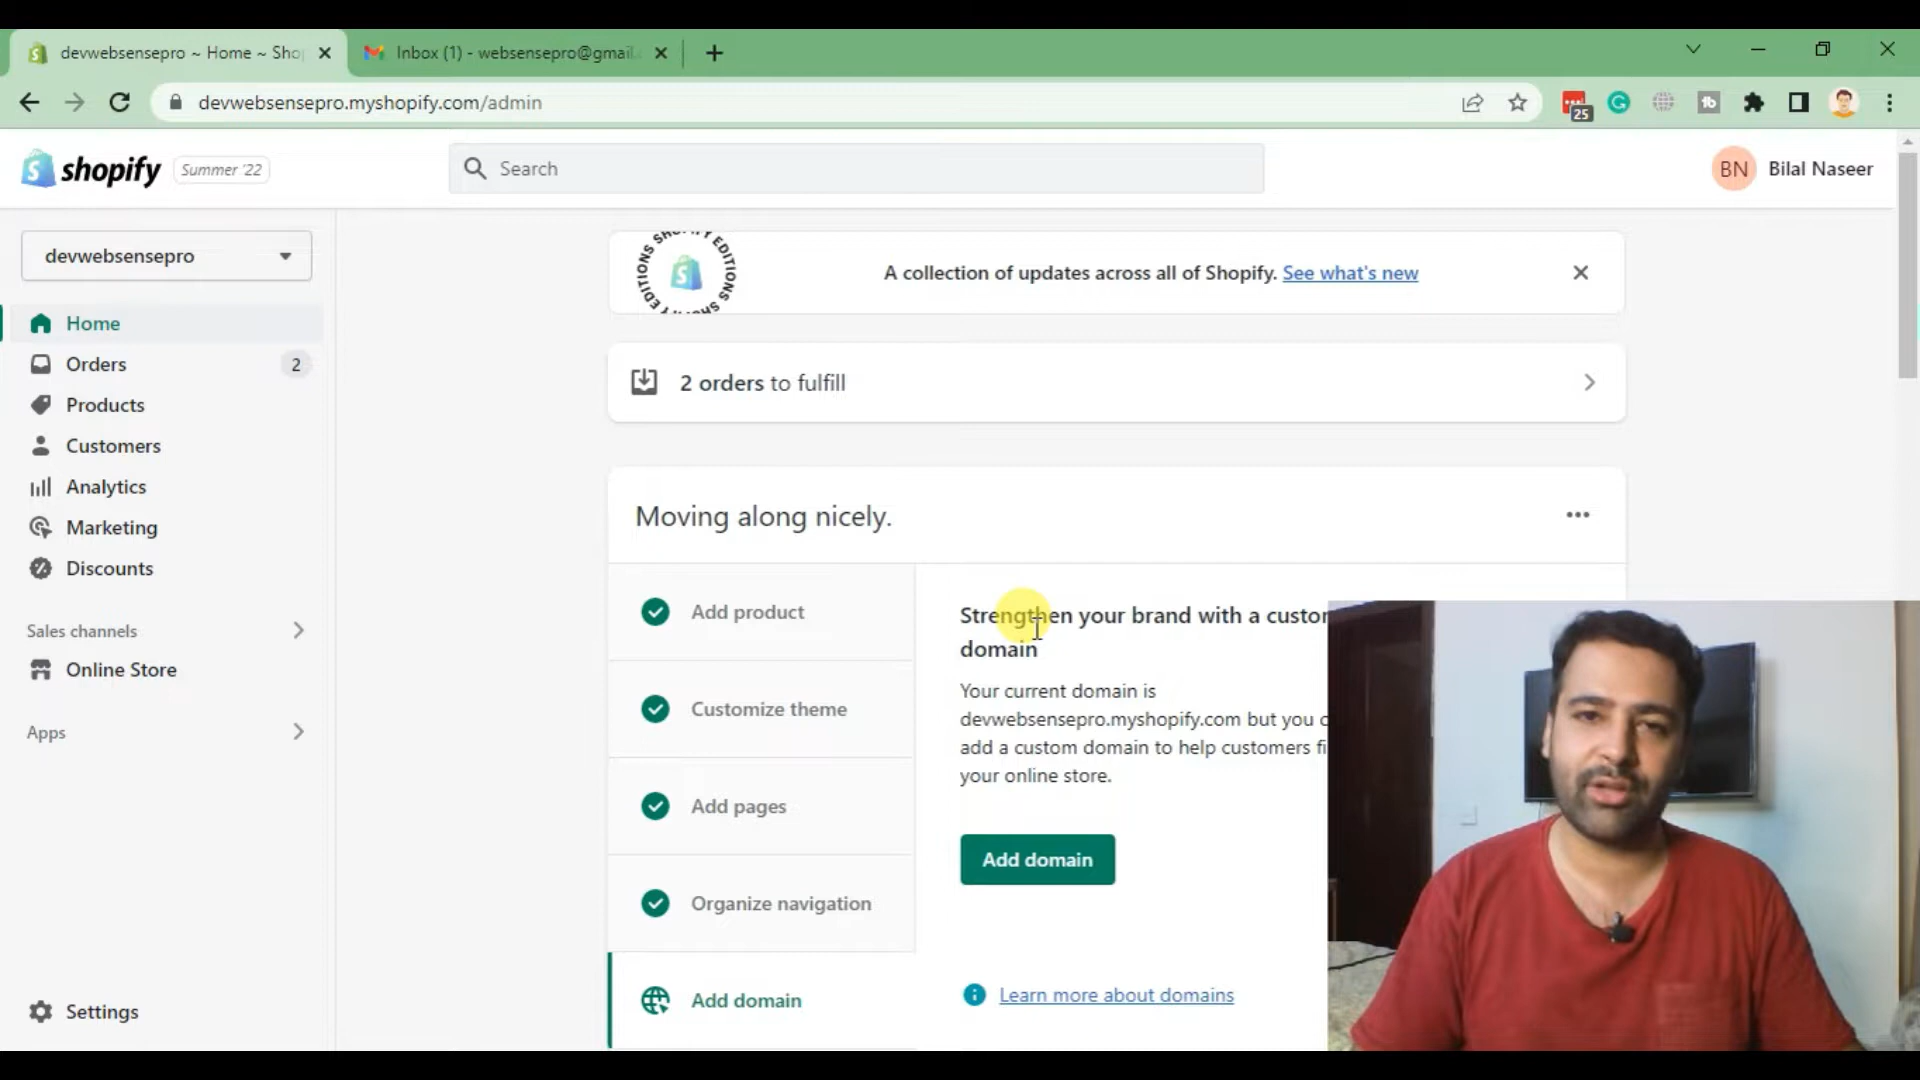 devwebsensepro ~ Home ~ Sho
Inbox (1) - websensepro@gmail.
devwebsensepro.myshopify.com/admin
25
shopify
Summer '22
Search
BN
Bilal Naseer
devwebsensepro
Home
Orders
2
Products
Customers
Analytics
Marketing
Discounts
Sales channels
Online Store
Apps
Settings
SHOPIFY EDITIONS
A collection of updates across all of Shopify. See what's new
2 orders to fulfill
Moving along nicely.
Add product
Customize theme
Add pages
Organize navigation
Add domain
Strengthen your brand with a custo
domain
Your current domain is
devwebsensepro.myshopify.com but you
add a custom domain to help customers fi
your online store.
Add domain
Learn more about domains